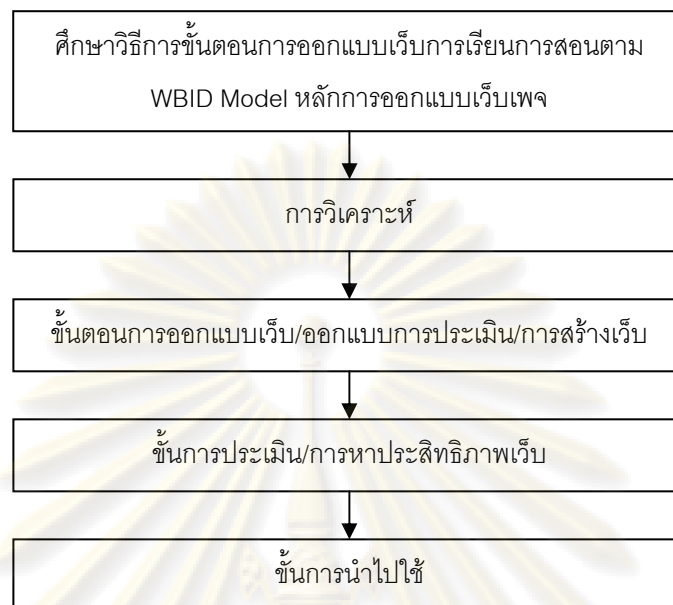 ศึกษาวิธีการขั้นตอนการออกแบบเว็บการเรียนการสอนตาม
WBID Model หลักการออกแบบเว็บเพจ
การวิเคราะห์
ขั้นตอนการออกแบบเว็บ/ออกแบบการประเมิน/การสร้างเว็บ
ขั้นการประเมิน/การหาประสิทธิภาพเว็บ
ขั้นการนำไปใช้